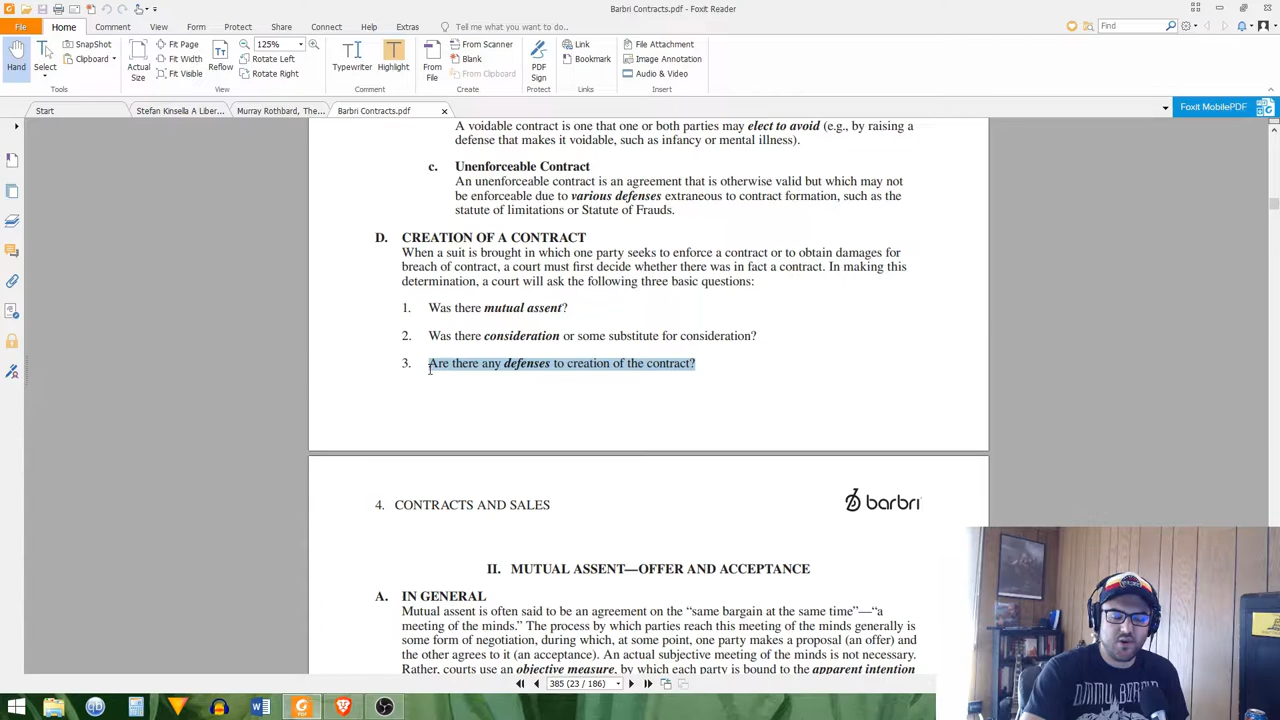 Barbri Contracts.pdf - Foxit Reader
File Home Comment View Form Protect Share Connect Help Extras Tell me what you want to do... Find
Hand Select SnapShot Clipboard Actual Size Fit Page Fit Width Fit Visible Reflow 125% Rotate Left Rotate Right Typewriter Highlight From File From Scanner Blank From Clipboard PDF Sign Link Bookmark File Attachment Image Annotation Audio & Video
Tools View Comment Create Protect Links Insert
Start Stefan Kinsella A Liber... Murray Rothbard, The... Barbri Contracts.pdf Foxit MobilePDF
A voidable contract is one that one or both parties may elect to avoid (e.g., by raising a
defense that makes it voidable, such as infancy or mental illness).
c. Unenforceable Contract
An unenforceable contract is an agreement that is otherwise valid but which may not
be enforceable due to various defenses extraneous to contract formation, such as the
statute of limitations or Statute of Frauds.
D. CREATION OF A CONTRACT
When a suit is brought in which one party seeks to enforce a contract or to obtain damages for
breach of contract, a court must first decide whether there was in fact a contract. In making this
determination, a court will ask the following three basic questions:
1. Was there mutual assent?
2. Was there consideration or some substitute for consideration?
3. Are there any defenses to creation of the contract?
4. CONTRACTS AND SALES barbri
II. MUTUAL ASSENT—OFFER AND ACCEPTANCE
A. IN GENERAL
Mutual assent is often said to be an agreement on the “same bargain at the same time”—“a
meeting of the minds.” The process by which parties reach this meeting of the minds generally is
some form of negotiation, during which, at some point, one party makes a proposal (an offer) and
the other agrees to it (an acceptance). An actual subjective meeting of the minds is not necessary.
Rather, courts use an objective measure, by which each party is bound to the apparent intention
385 (23 / 186)